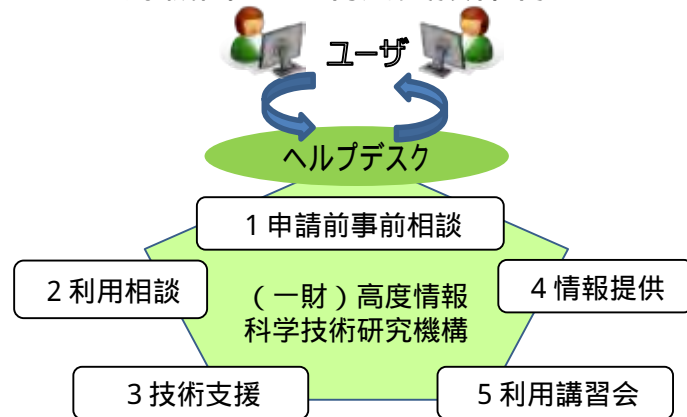 ユーザ
ヘルプデスク
1 申請前事前相談
2 利用相談
4 情報提供
（一財）高度情報
科学技術研究機構
3 技術支援
5 利用講習会